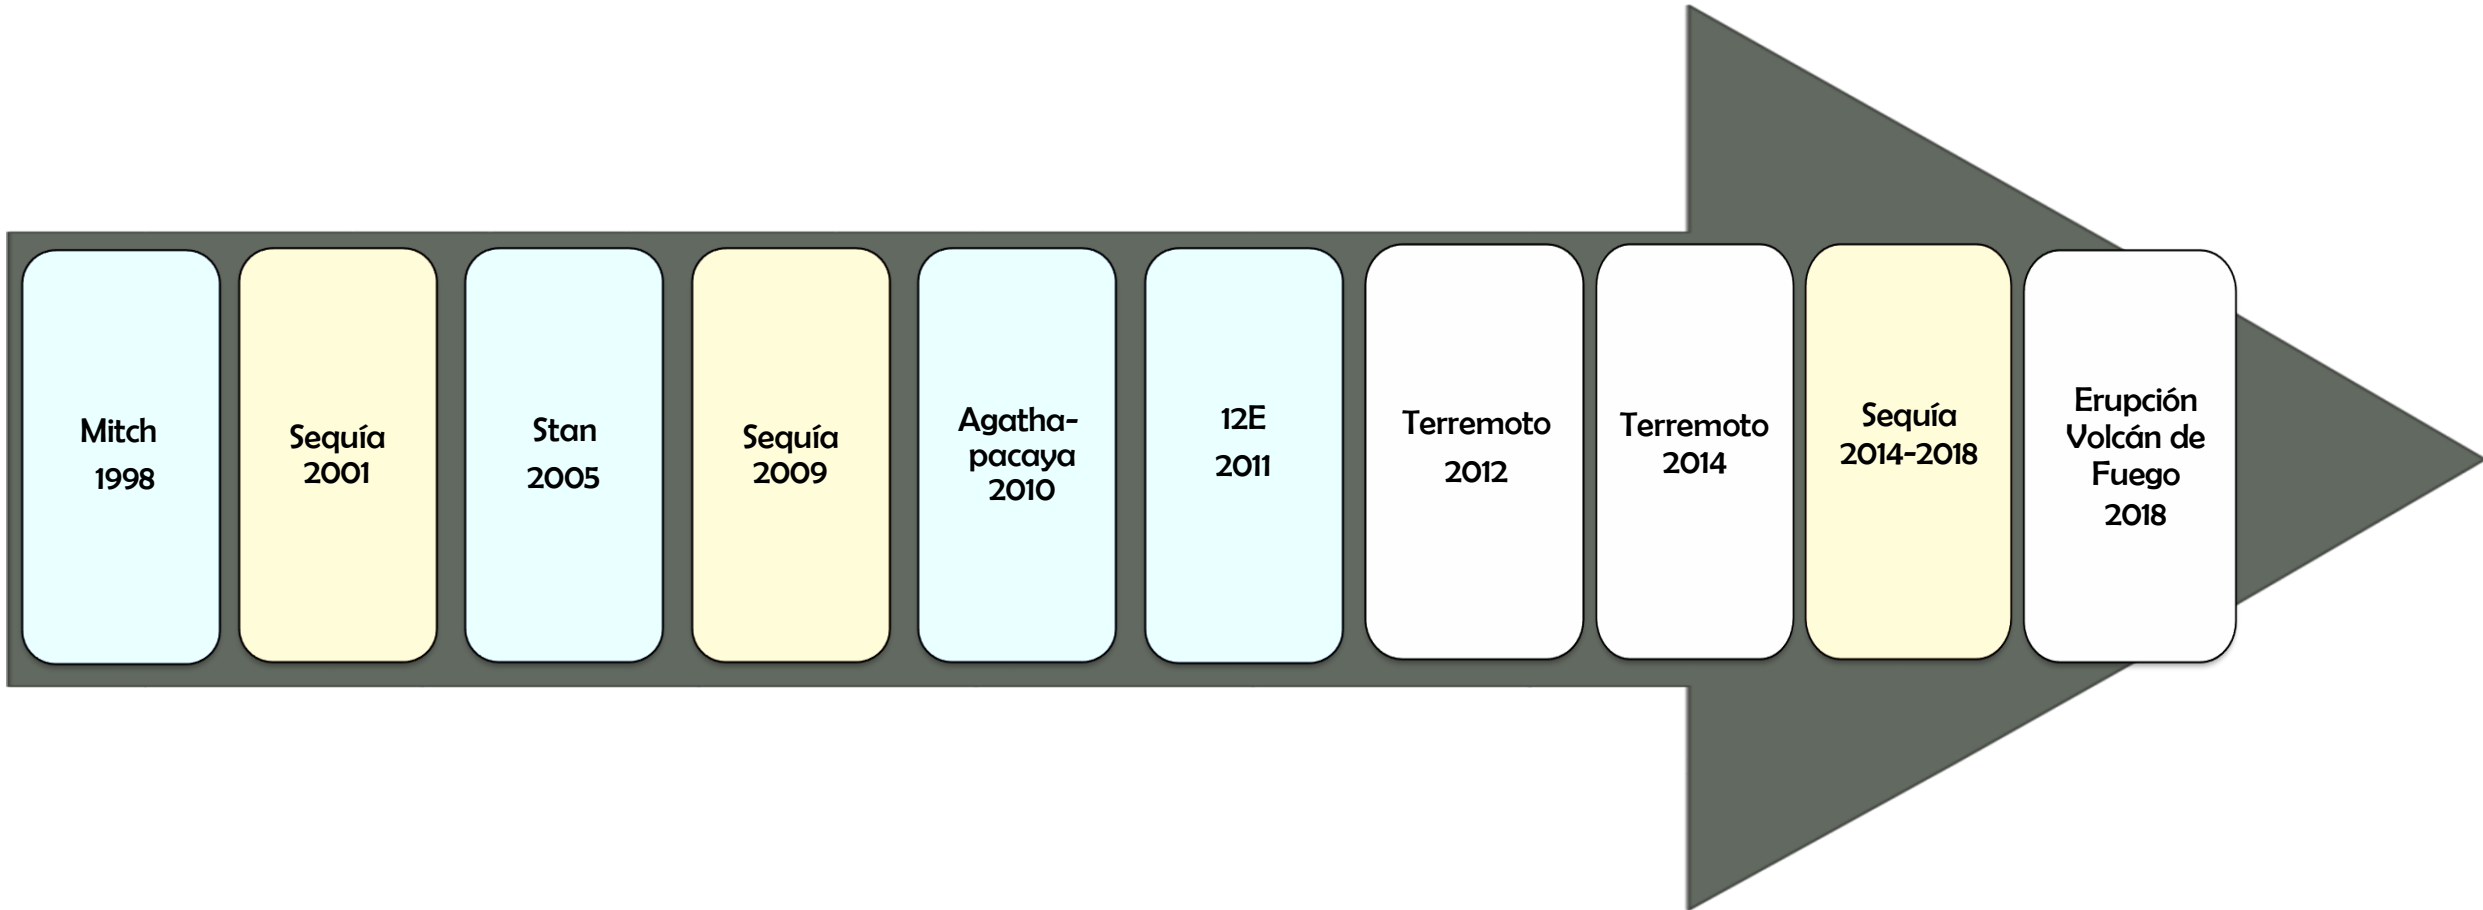 Mitch
1998
Sequía
2001
Stan
2005
Sequía
2009
Agatha-
pacaya
2010
12E
2011
Terremoto
2012
Terremoto
2014
Sequía
2014-2018
Erupción
Volcán de
Fuego
2018